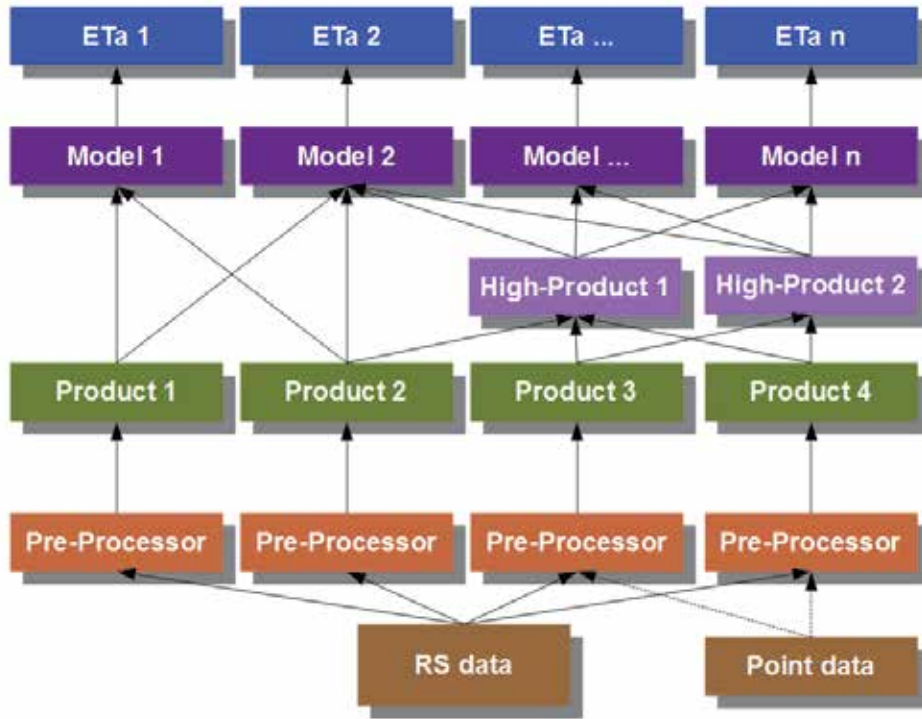 ETa 1
ETa 2
ETa ...
ETa n
Model 1
Model 2
Model ...
Model n
High-Product 1
High-Product 2
Product 1
Product 2
Product 3
Product 4
Pre-Processor
Pre-Processor
Pre-Processor
Pre-Processor
RS data
Point data